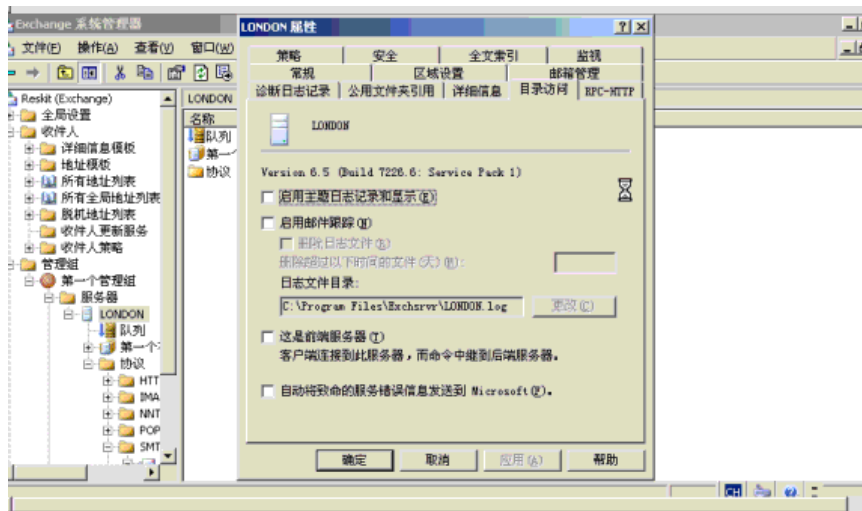 Exchange 系统管理器
文件(F) 操作(A) 查看(V) 窗口(W)
Reskit (Exchange)
全局设置
收件人
详细信息模板
地址模板
所有地址列表
所有全局地址列表
脱机地址列表
收件人更新服务
收件人策略
管理组
第一个管理组
服务器
LONDON
队列
第一个
协议
HTT
IMA
NNT
POP
SMT
LONDON
名称
队列
第一
协议
LONDON 属性
策略 安全 全文索引 监视
常规 区域设置 邮箱管理
诊断日志记录 公用文件夹引用 详细信息 目录访问 RPC-HTTP
LONDON
Version 6.5 (Build 7226.6: Service Pack 1)
启用主题日志记录和显示(E)
启用邮件跟踪(N)
删除日志文件(R)
删除超过以下时间的文件(天)(M):
日志文件目录:
C:\Program Files\Exchsrvr\LONDON.log 更改(C)
这是前端服务器(T)
客户端连接到此服务器，而命令中继到后端服务器。
自动将致命的服务错误信息发送到 Microsoft(F)。
确定 取消 应用(A) 帮助
CH